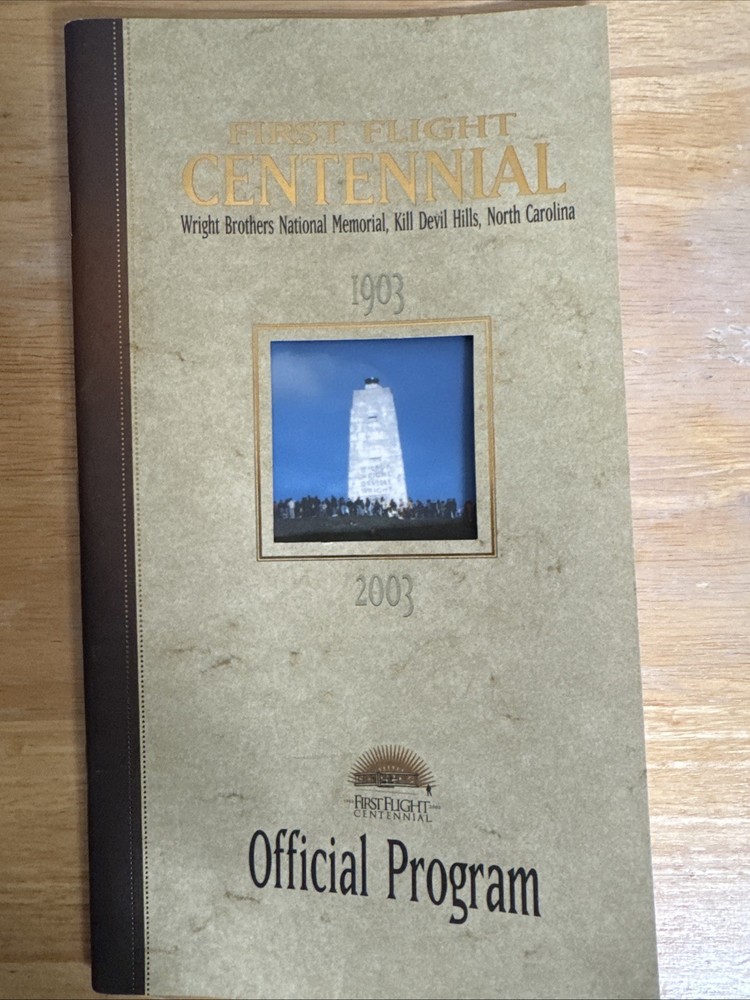 FIRST FLIGHT
CENTENNIAL
Wright Brothers National Memorial, Kill Devil Hills, North Carolina
1903
2003
FIRST FLIGHT
CENTENNIAL
Official Program